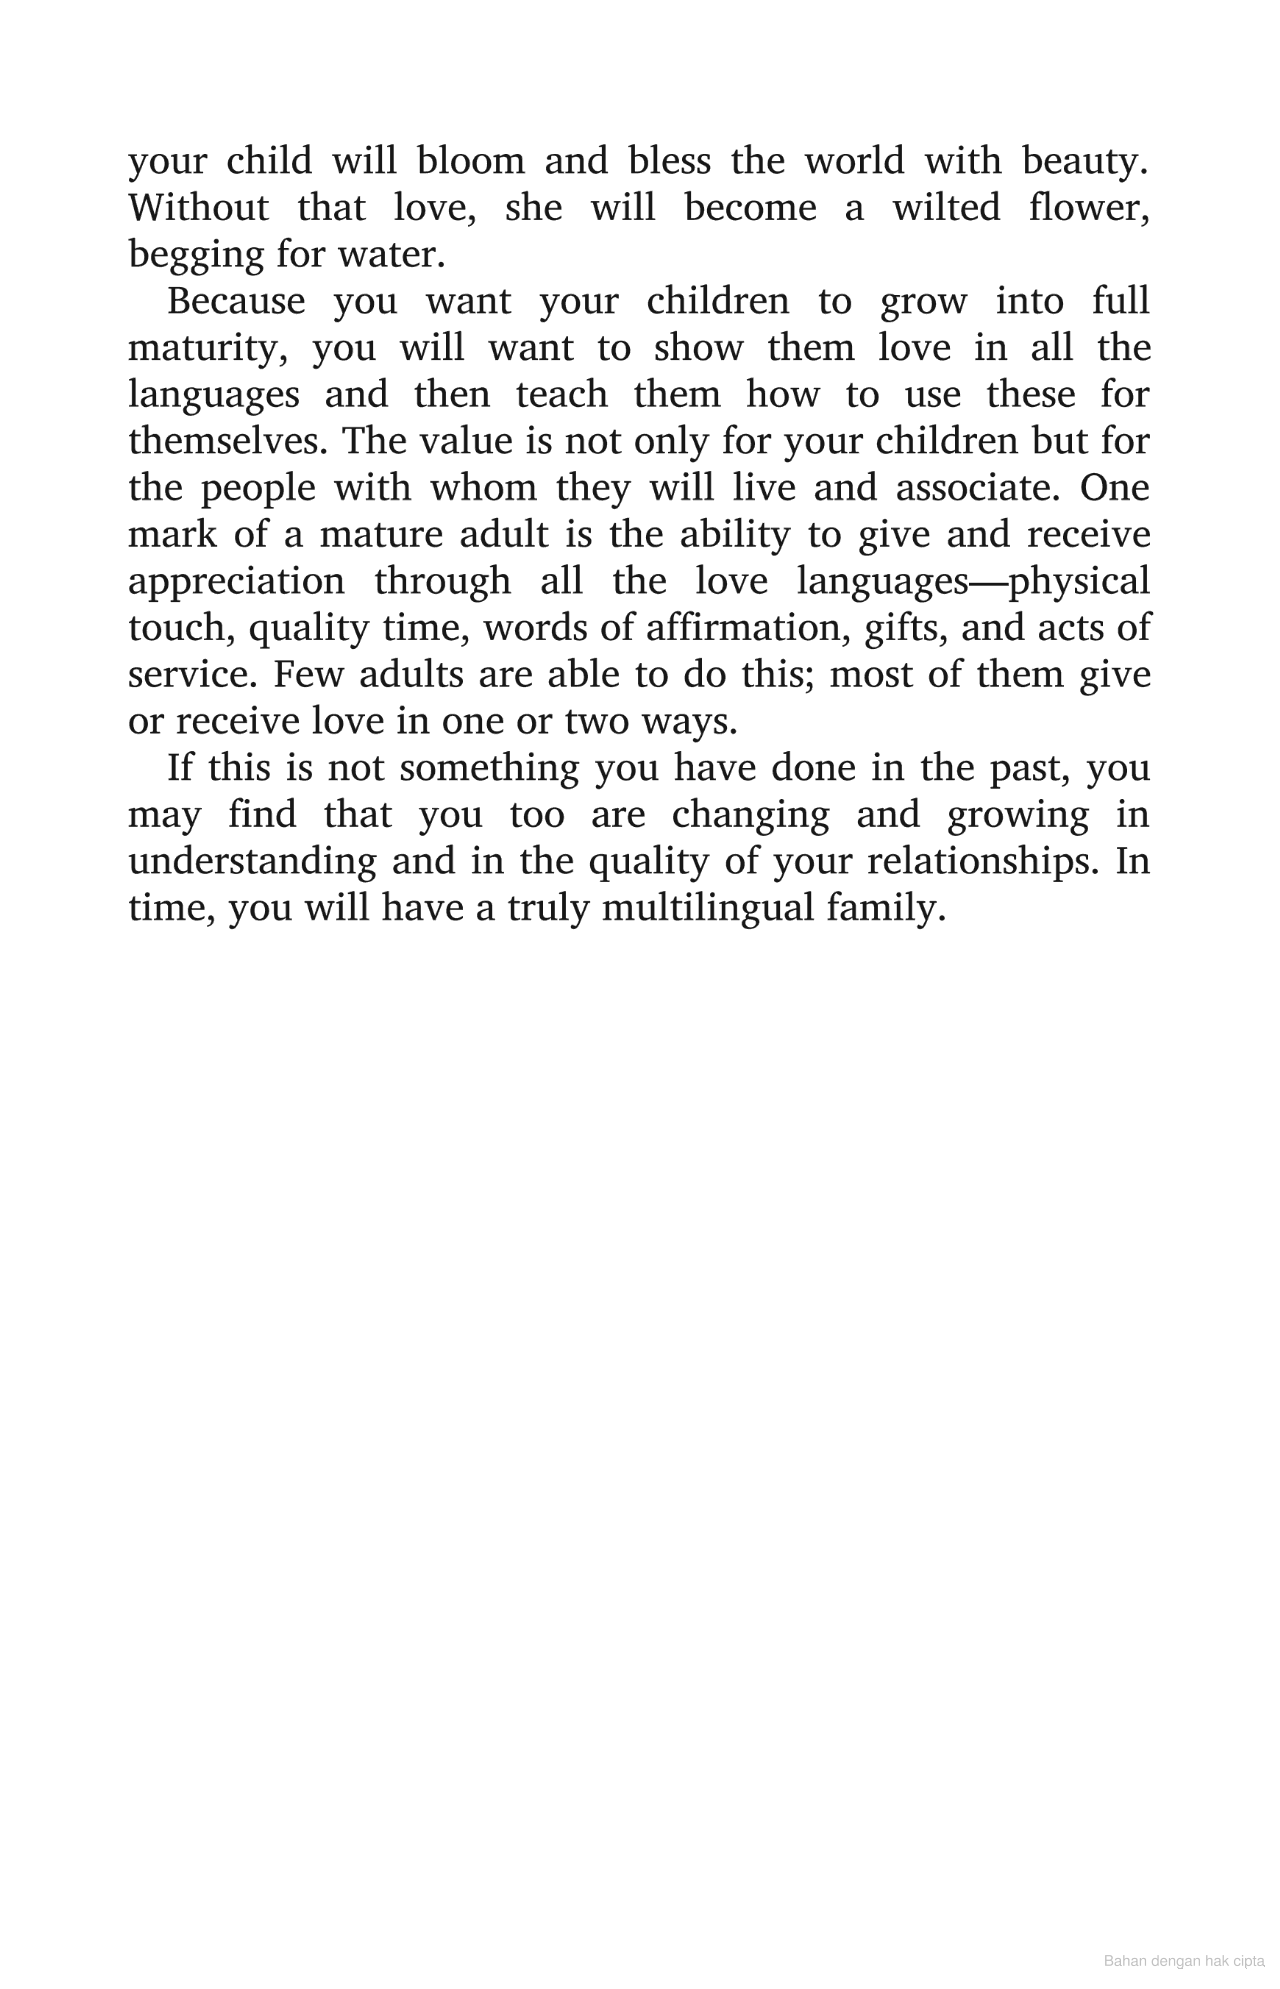 your child will bloom and bless the world with beauty.
Without that love, she will become a wilted flower,
begging for water.
Because you want your children to grow into full
maturity, you will want to show them love in all the
languages and then teach them how to use these for
themselves. The value is not only for your children but for
the people with whom they will live and associate. One
mark of a mature adult is the ability to give and receive
appreciation through all the love languages—physical
touch, quality time, words of affirmation, gifts, and acts of
service. Few adults are able to do this; most of them give
or receive love in one or two ways.
If this is not something you have done in the past, you
may find that you too are changing and growing in
understanding and in the quality of your relationships. In
time, you will have a truly multilingual family.
Bahan dengan hak cipta